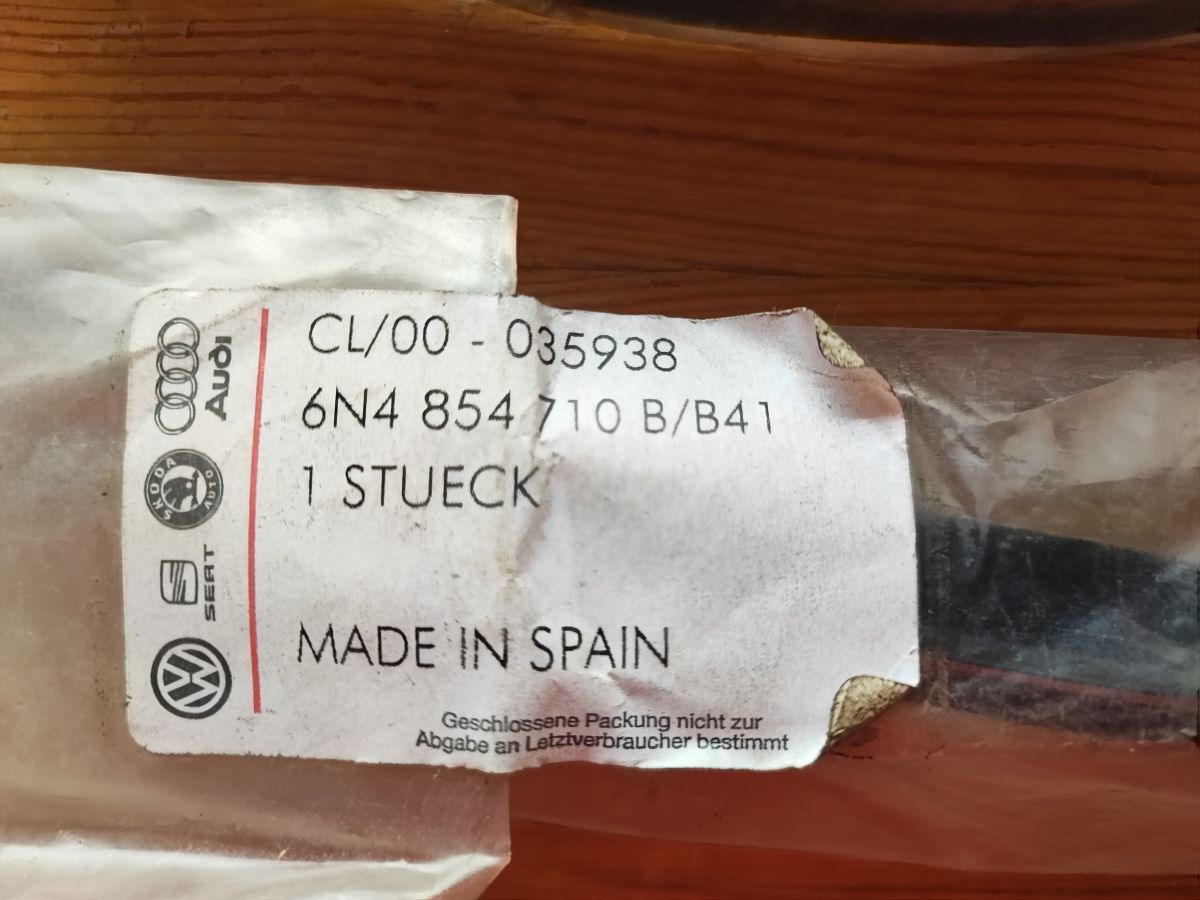 CL/00 - 035938
6N4 854 710 B/B41
1 STUECK
MADE IN SPAIN
Geschlossene Packung nicht zur
Abgabe an Letztverbraucher bestimmt
AUDI
SKODA
AUTO
SEAT
VW